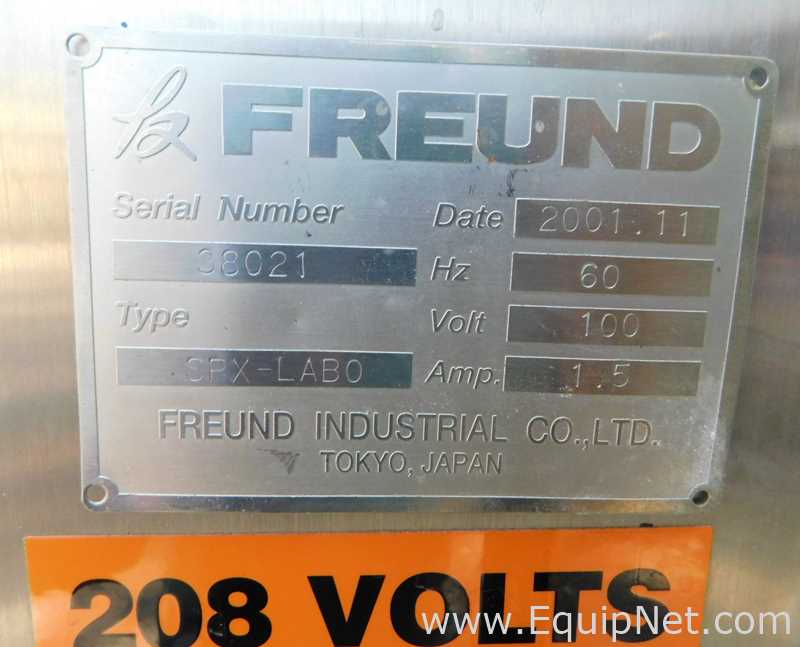 FREUND
Serial Number Date 2001.11
38021 Hz 60
Type Volt 100
SPX-LABO Amp. 1.5
FREUND INDUSTRIAL CO.,LTD.
TOKYO, JAPAN
208 VOLTS
www.EquipNet.com